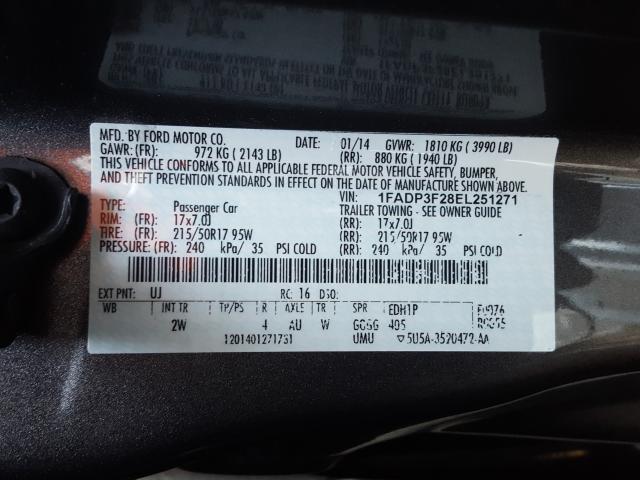 MFD. BY FORD MOTOR CO.
DATE: 01/14 GVWR: 1810 KG ( 3990 LB)
GAWR: (FR): 972 KG ( 2143 LB) (RR): 880 KG ( 1940 LB)
THIS VEHICLE CONFORMS TO ALL APPLICABLE FEDERAL MOTOR VEHICLE SAFETY, BUMPER,
AND THEFT PREVENTION STANDARDS IN EFFECT ON THE DATE OF MANUFACTURE SHOWN ABOVE.
VIN: 1FADP3F28EL251271
TYPE: Passenger Car TRAILER TOWING - SEE OWNER GUIDE
RIM: (FR): 17x7.0J (RR): 17x7.0J
TIRE: (FR): 215/50R17 95W (RR): 215/50R17 95W
PRESSURE: (FR): 240 kPa/ 35 PSI COLD (RR): 240 kPa/ 35 PSI COLD
EXT PNT: UJ RC: 16 DSO:
WB INT TR TP/PS R AXLE TR SPR EDH1P
2W 4 AU W GOSG 405
1201401271731 UMU 5U5A-3520472-AA